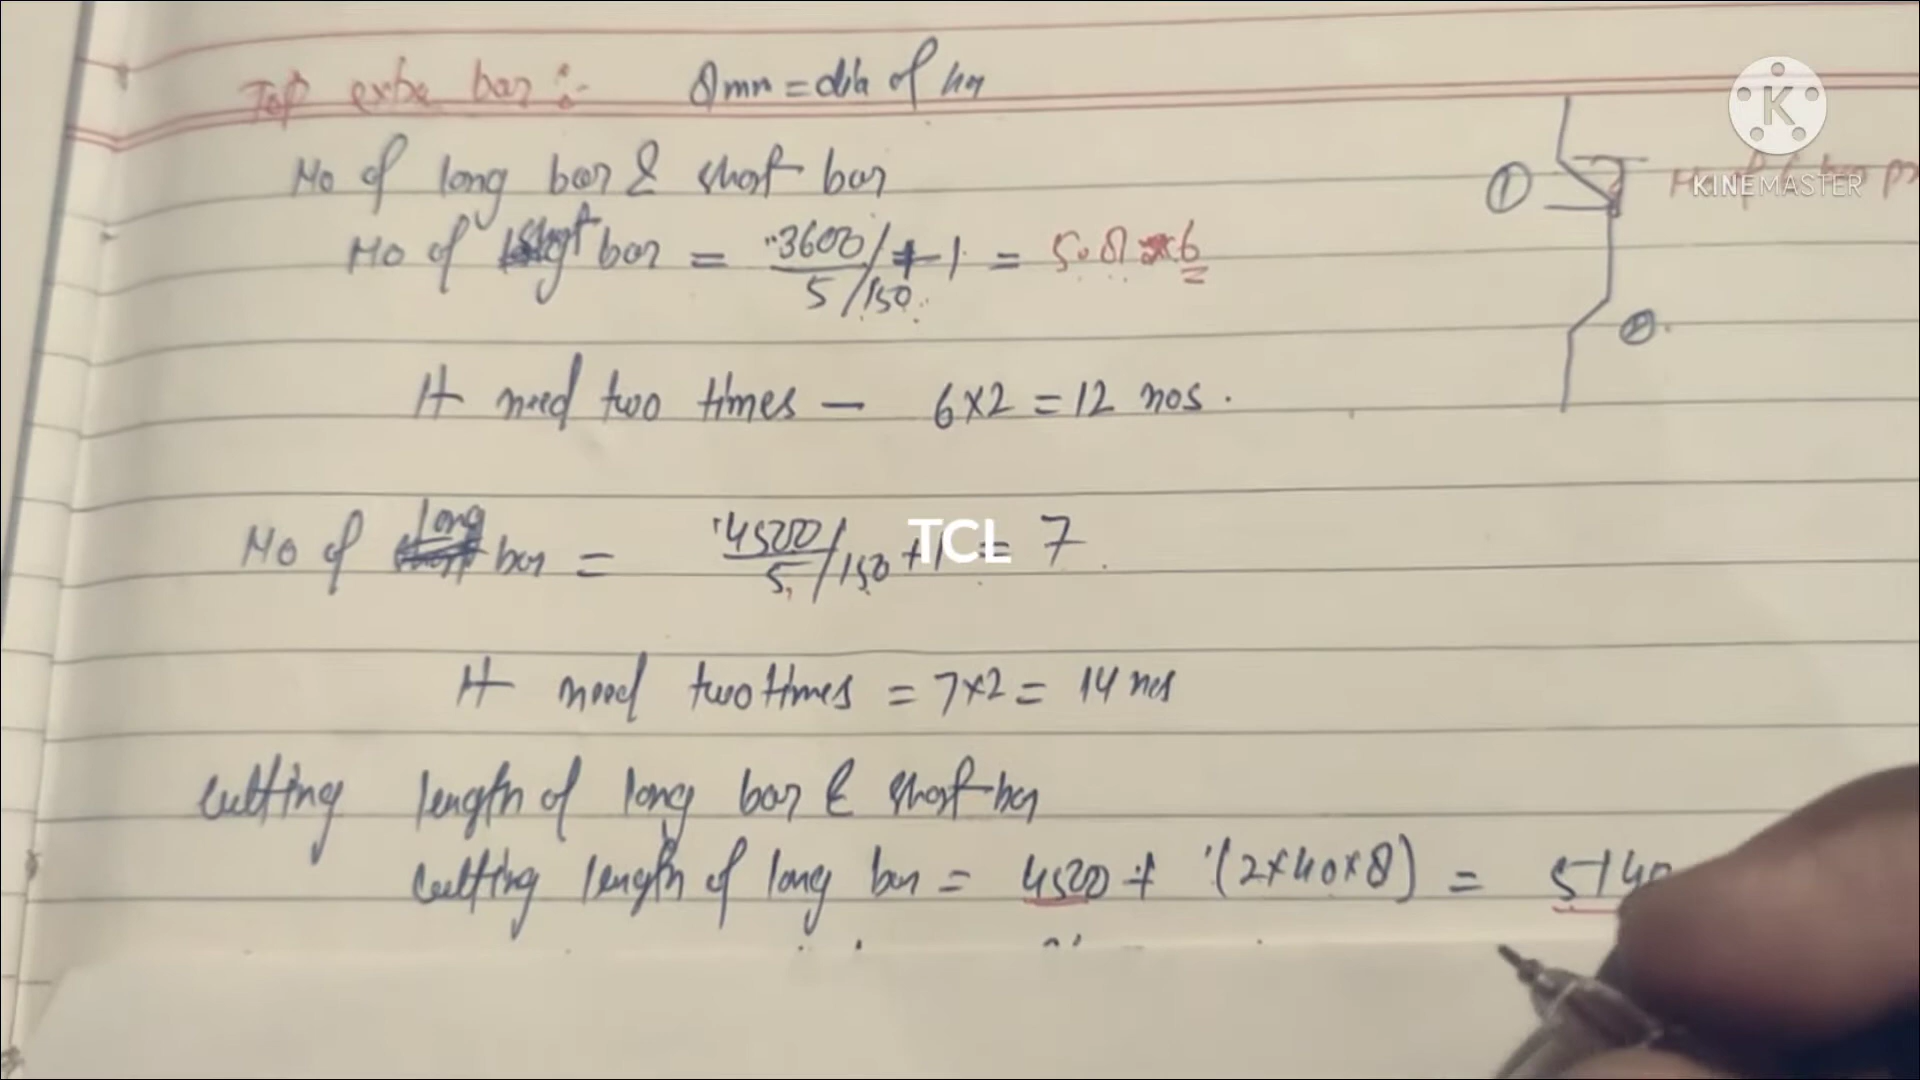 Top extra bar :- 8mm = dia of bar
No of long bar & short bar
No of short bar = 3600/5/150 + 1 = 5.8 ≈ 6
It need two times — 6×2 = 12 nos.
No of long bar = 4500/5/150 + 1 = 7
It need two times = 7×2 = 14 nos
Cutting length of long bar & short bar
Cutting length of long bar = 4500 + (2×40×8) = 5140
①
②
K
KINEMASTER
TCL